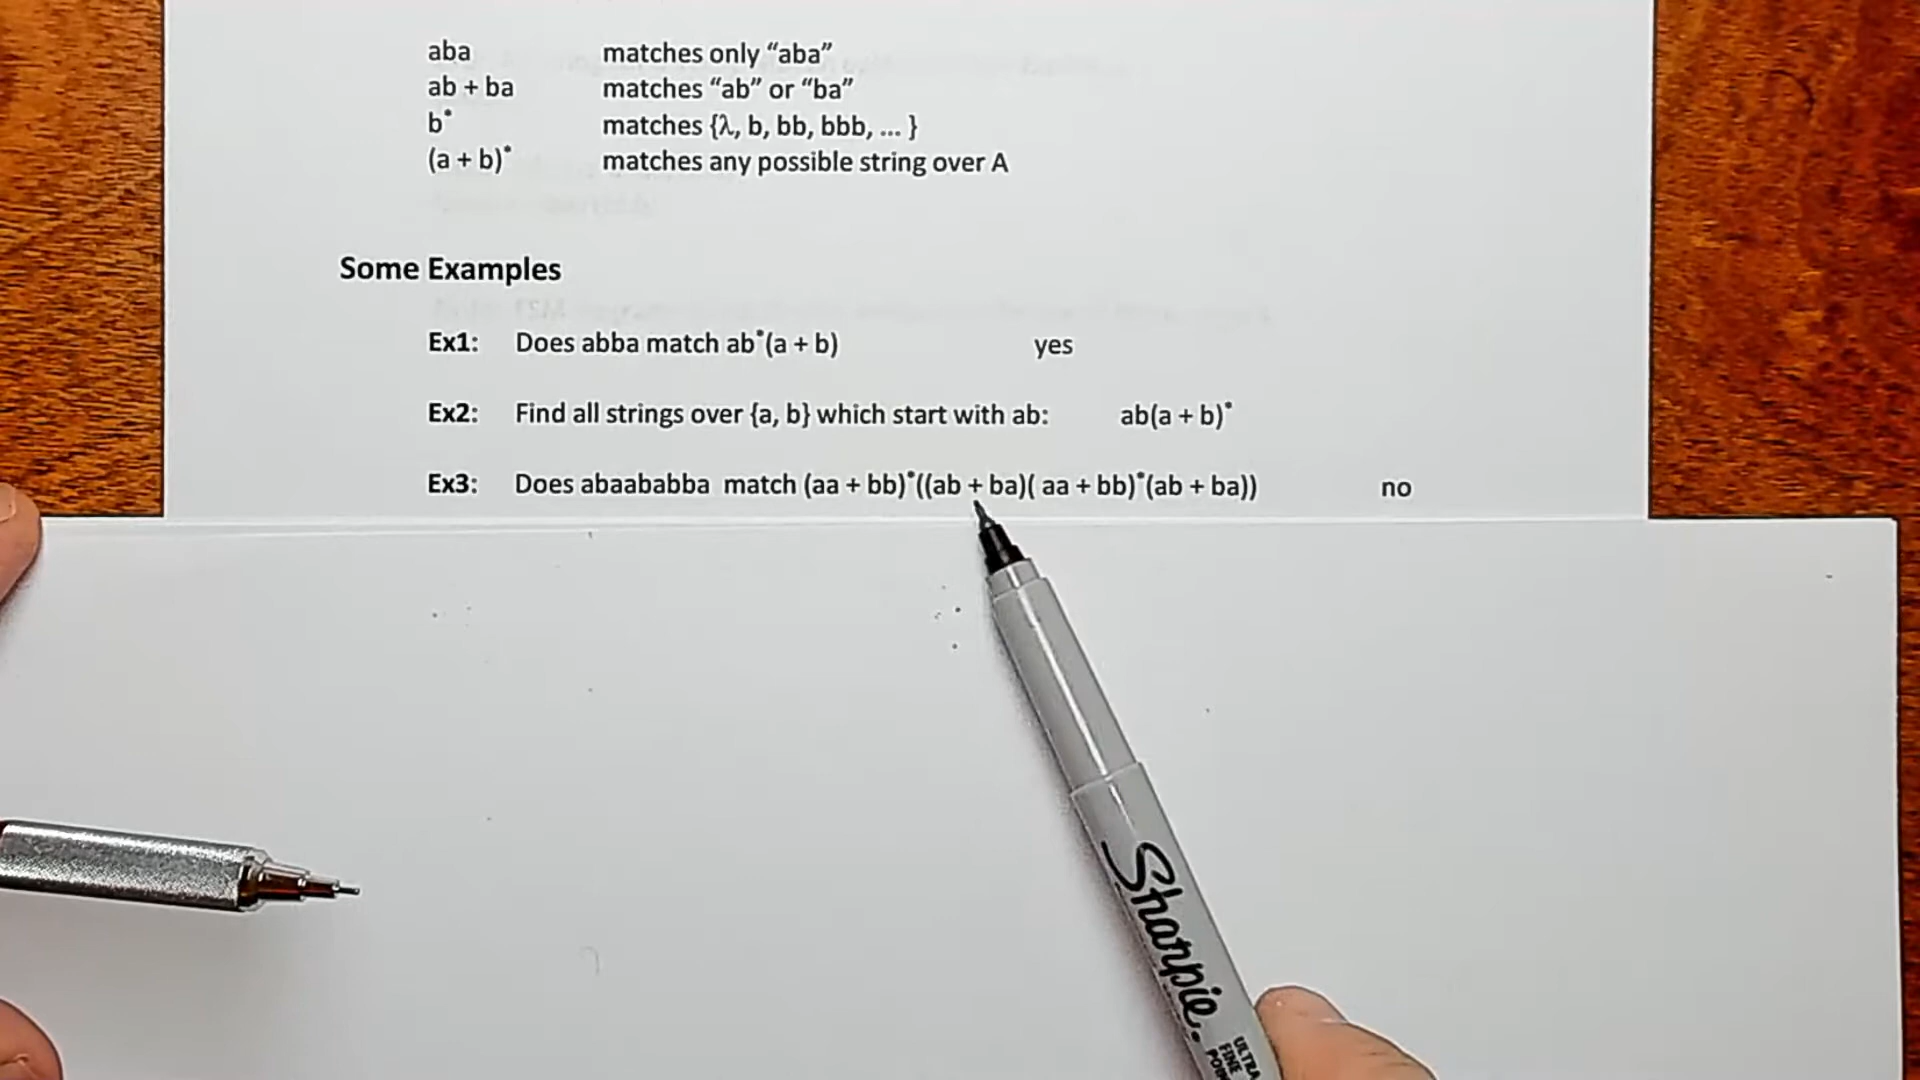 aba matches only “aba”
ab + ba matches “ab” or “ba”
b* matches {λ, b, bb, bbb, ... }
(a + b)* matches any possible string over A
Some Examples
Ex1: Does abba match ab*(a + b) yes
Ex2: Find all strings over {a, b} which start with ab: ab(a + b)*
Ex3: Does abaababba match (aa + bb)*((ab + ba)( aa + bb)*(ab + ba)) no
Sharpie.
ULTRA
FINE